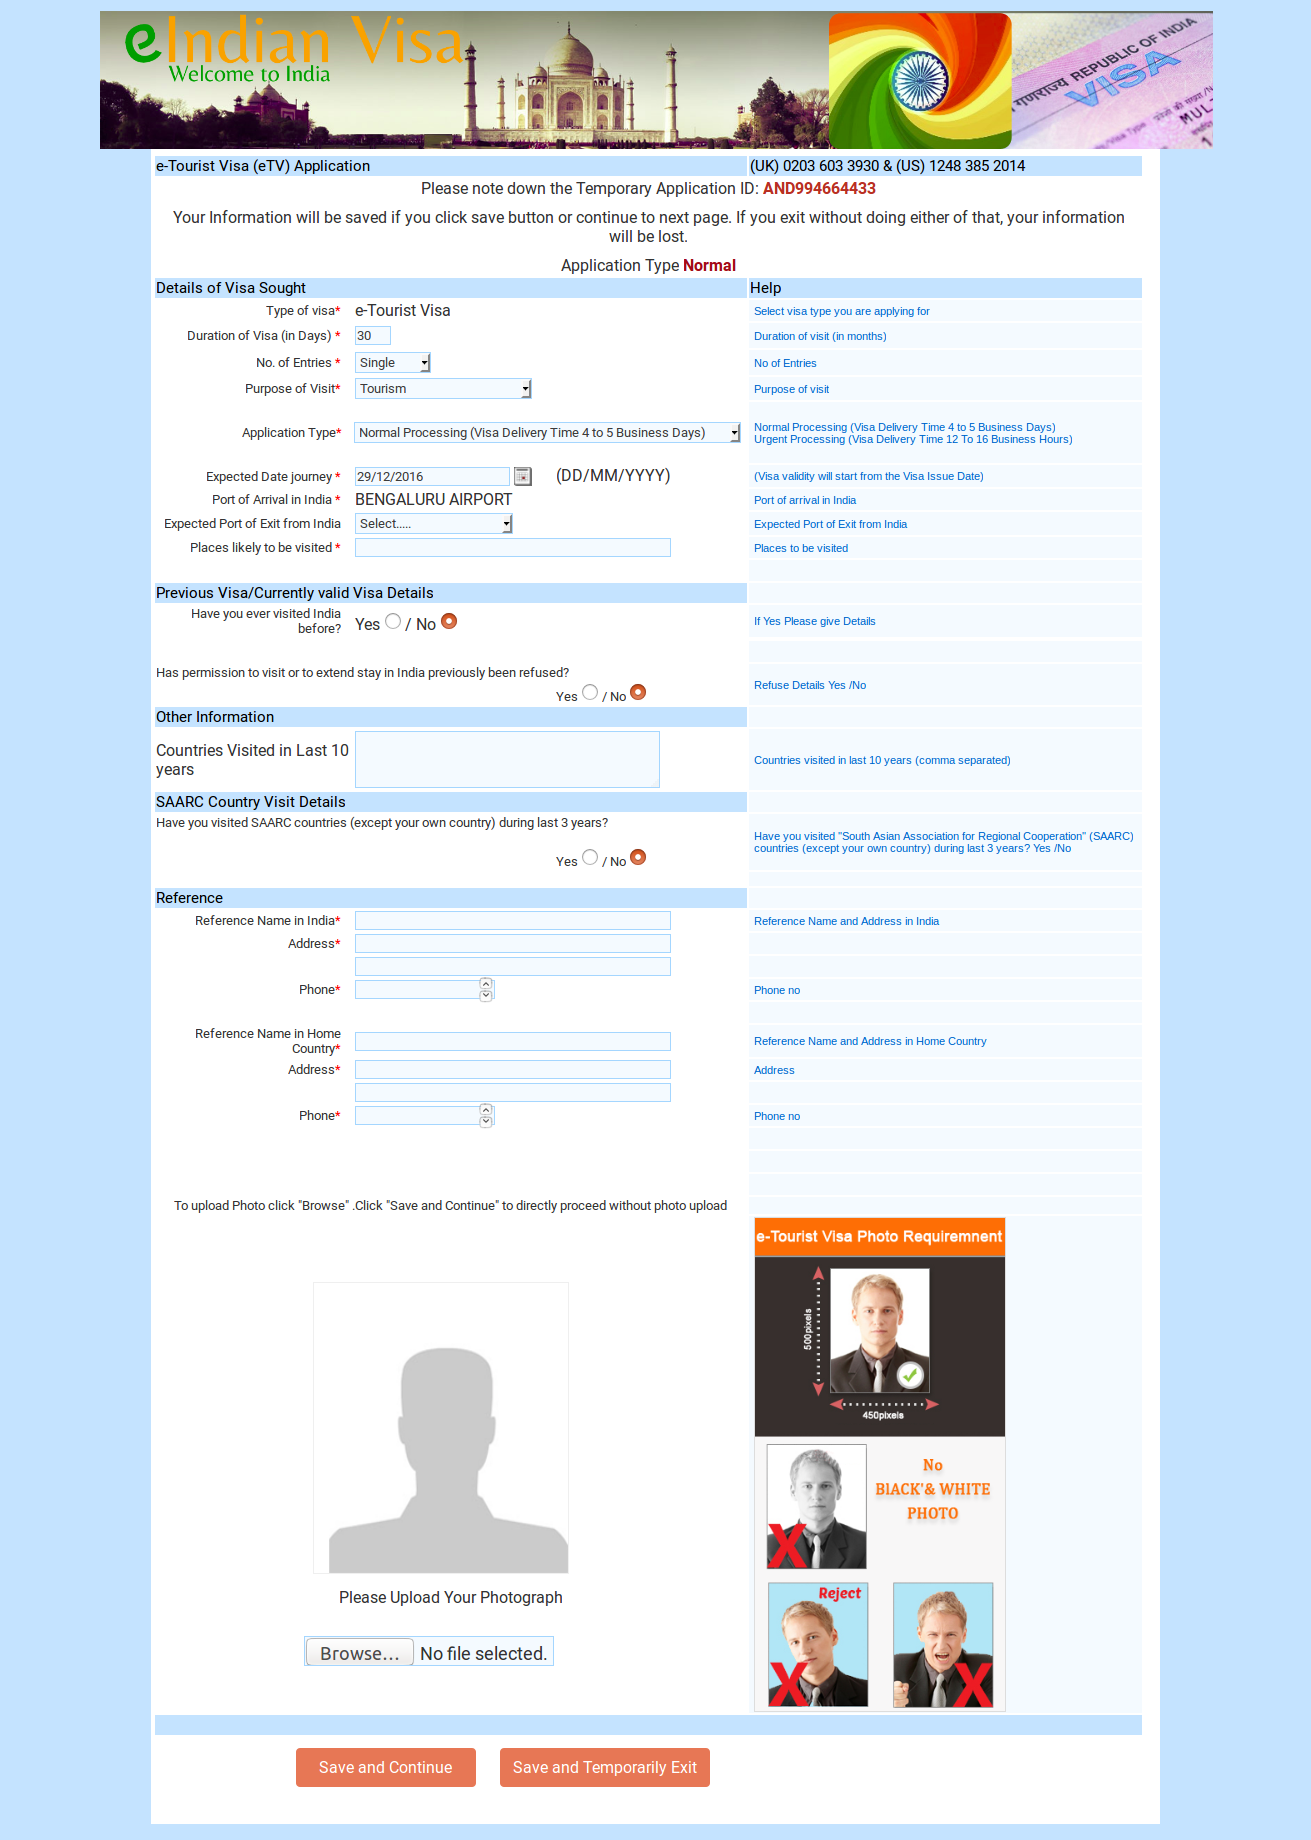 eIndian Visa
Welcome to India
गणराज्य REPUBLIC OF INDIA
VISA
e-Tourist Visa (eTV) Application
(UK) 0203 603 3930 & (US) 1248 385 2014
Please note down the Temporary Application ID: AND994664433
Your Information will be saved if you click save button or continue to next page. If you exit without doing either of that, your information
will be lost.
Application Type Normal
Details of Visa Sought
Help
Type of visa* e-Tourist Visa
Select visa type you are applying for
Duration of Visa (in Days) * 30
Duration of visit (in months)
No. of Entries * Single
No of Entries
Purpose of Visit* Tourism
Purpose of visit
Application Type* Normal Processing (Visa Delivery Time 4 to 5 Business Days)
Normal Processing (Visa Delivery Time 4 to 5 Business Days)
Urgent Processing (Visa Delivery Time 12 To 16 Business Hours)
Expected Date journey * 29/12/2016 (DD/MM/YYYY)
(Visa validity will start from the Visa Issue Date)
Port of Arrival in India * BENGALURU AIRPORT
Port of arrival in India
Expected Port of Exit from India Select.....
Expected Port of Exit from India
Places likely to be visited *
Places to be visited
Previous Visa/Currently valid Visa Details
Have you ever visited India
before?
Yes / No
If Yes Please give Details
Has permission to visit or to extend stay in India previously been refused?
Yes / No
Refuse Details Yes /No
Other Information
Countries Visited in Last 10
years
Countries visited in last 10 years (comma separated)
SAARC Country Visit Details
Have you visited SAARC countries (except your own country) during last 3 years?
Yes / No
Have you visited "South Asian Association for Regional Cooperation" (SAARC)
countries (except your own country) during last 3 years? Yes /No
Reference
Reference Name in India*
Reference Name and Address in India
Address*
Phone*
Phone no
Reference Name in Home
Country*
Reference Name and Address in Home Country
Address*
Address
Phone*
Phone no
To upload Photo click "Browse" .Click "Save and Continue" to directly proceed without photo upload
e-Tourist Visa Photo Requiremnent
500pixels
450pixels
No
BlACK'& WHITE
PHOTO
X
Reject
X
X
Please Upload Your Photograph
Browse... No file selected.
Save and Continue
Save and Temporarily Exit